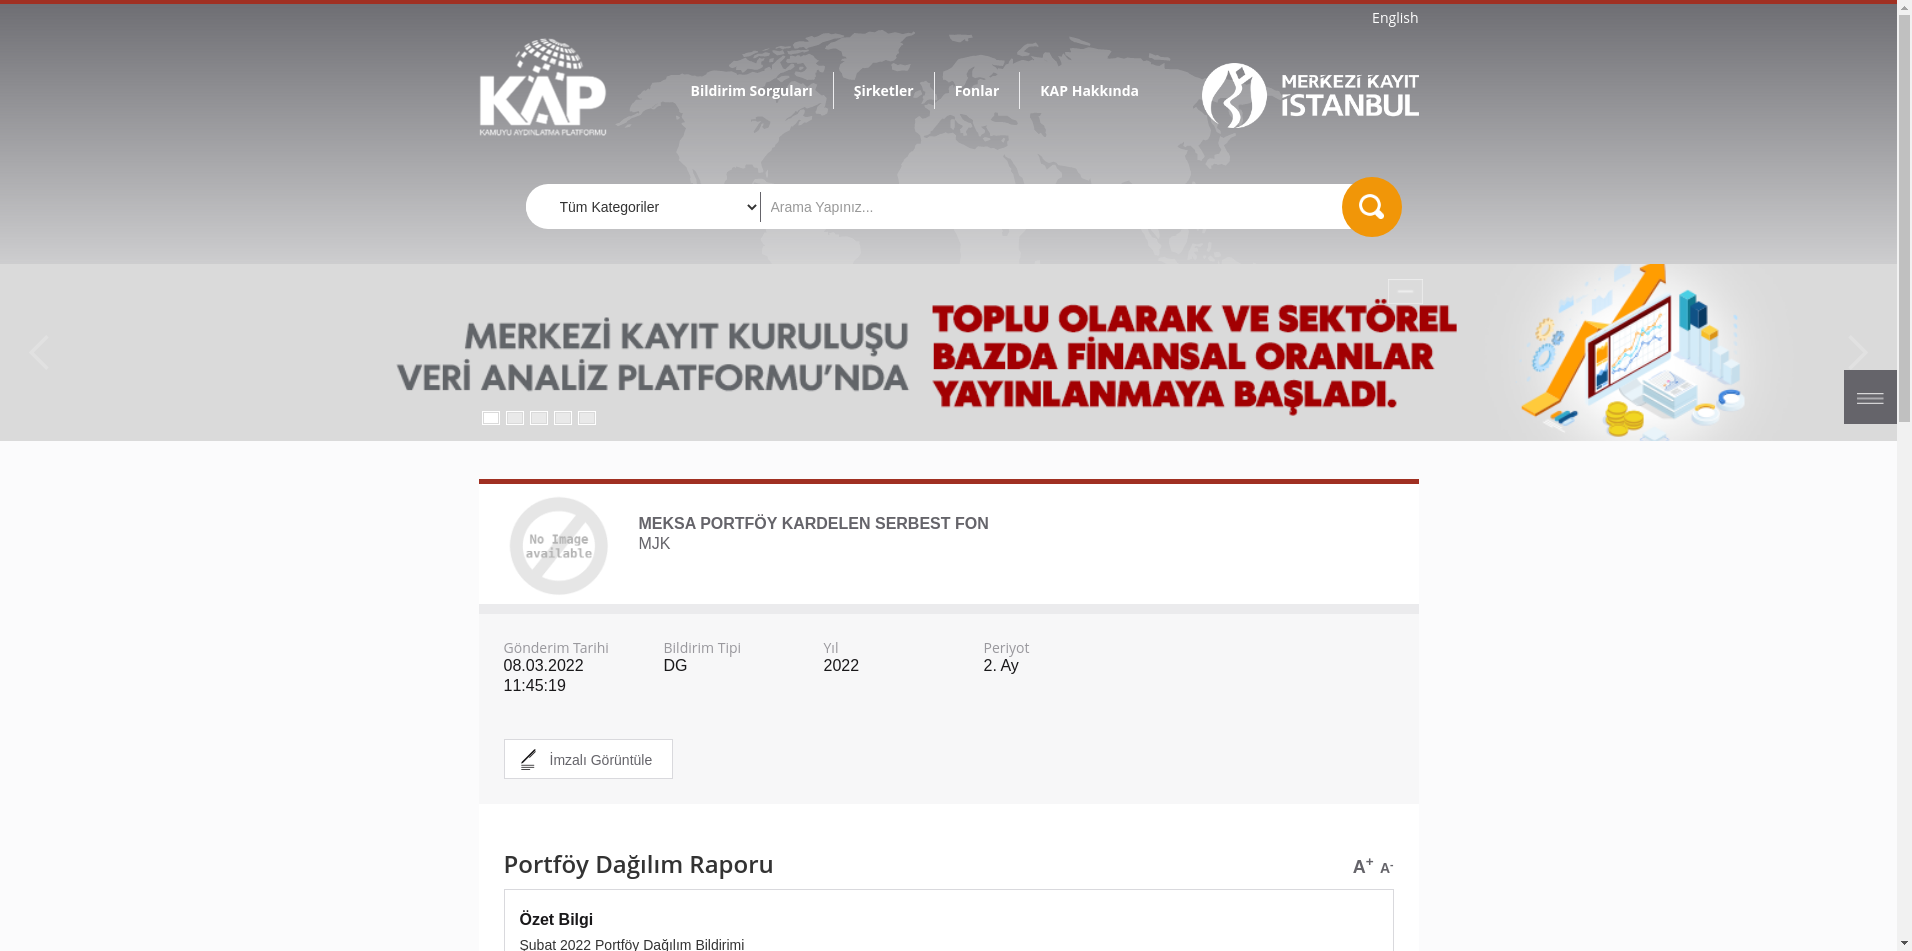 English
KAP
KAMUYU AYDINLATMA PLATFORMU
Bildirim Sorguları
Şirketler
Fonlar
KAP Hakkında
MERKEZİ KAYIT
İSTANBUL
Tüm Kategoriler
Arama Yapınız...
MERKEZİ KAYIT KURULUŞU
VERİ ANALİZ PLATFORMU'NDA
TOPLU OLARAK VE SEKTÖREL
BAZDA FİNANSAL ORANLAR
YAYINLANMAYA BAŞLADI.
No Image
available
MEKSA PORTFÖY KARDELEN SERBEST FON
MJK
Gönderim Tarihi
08.03.2022
11:45:19
Bildirim Tipi
DG
Yıl
2022
Periyot
2. Ay
İmzalı Görüntüle
Portföy Dağılım Raporu
A+ A-
Özet Bilgi
Şubat 2022 Portföy Dağılım Bildirimi